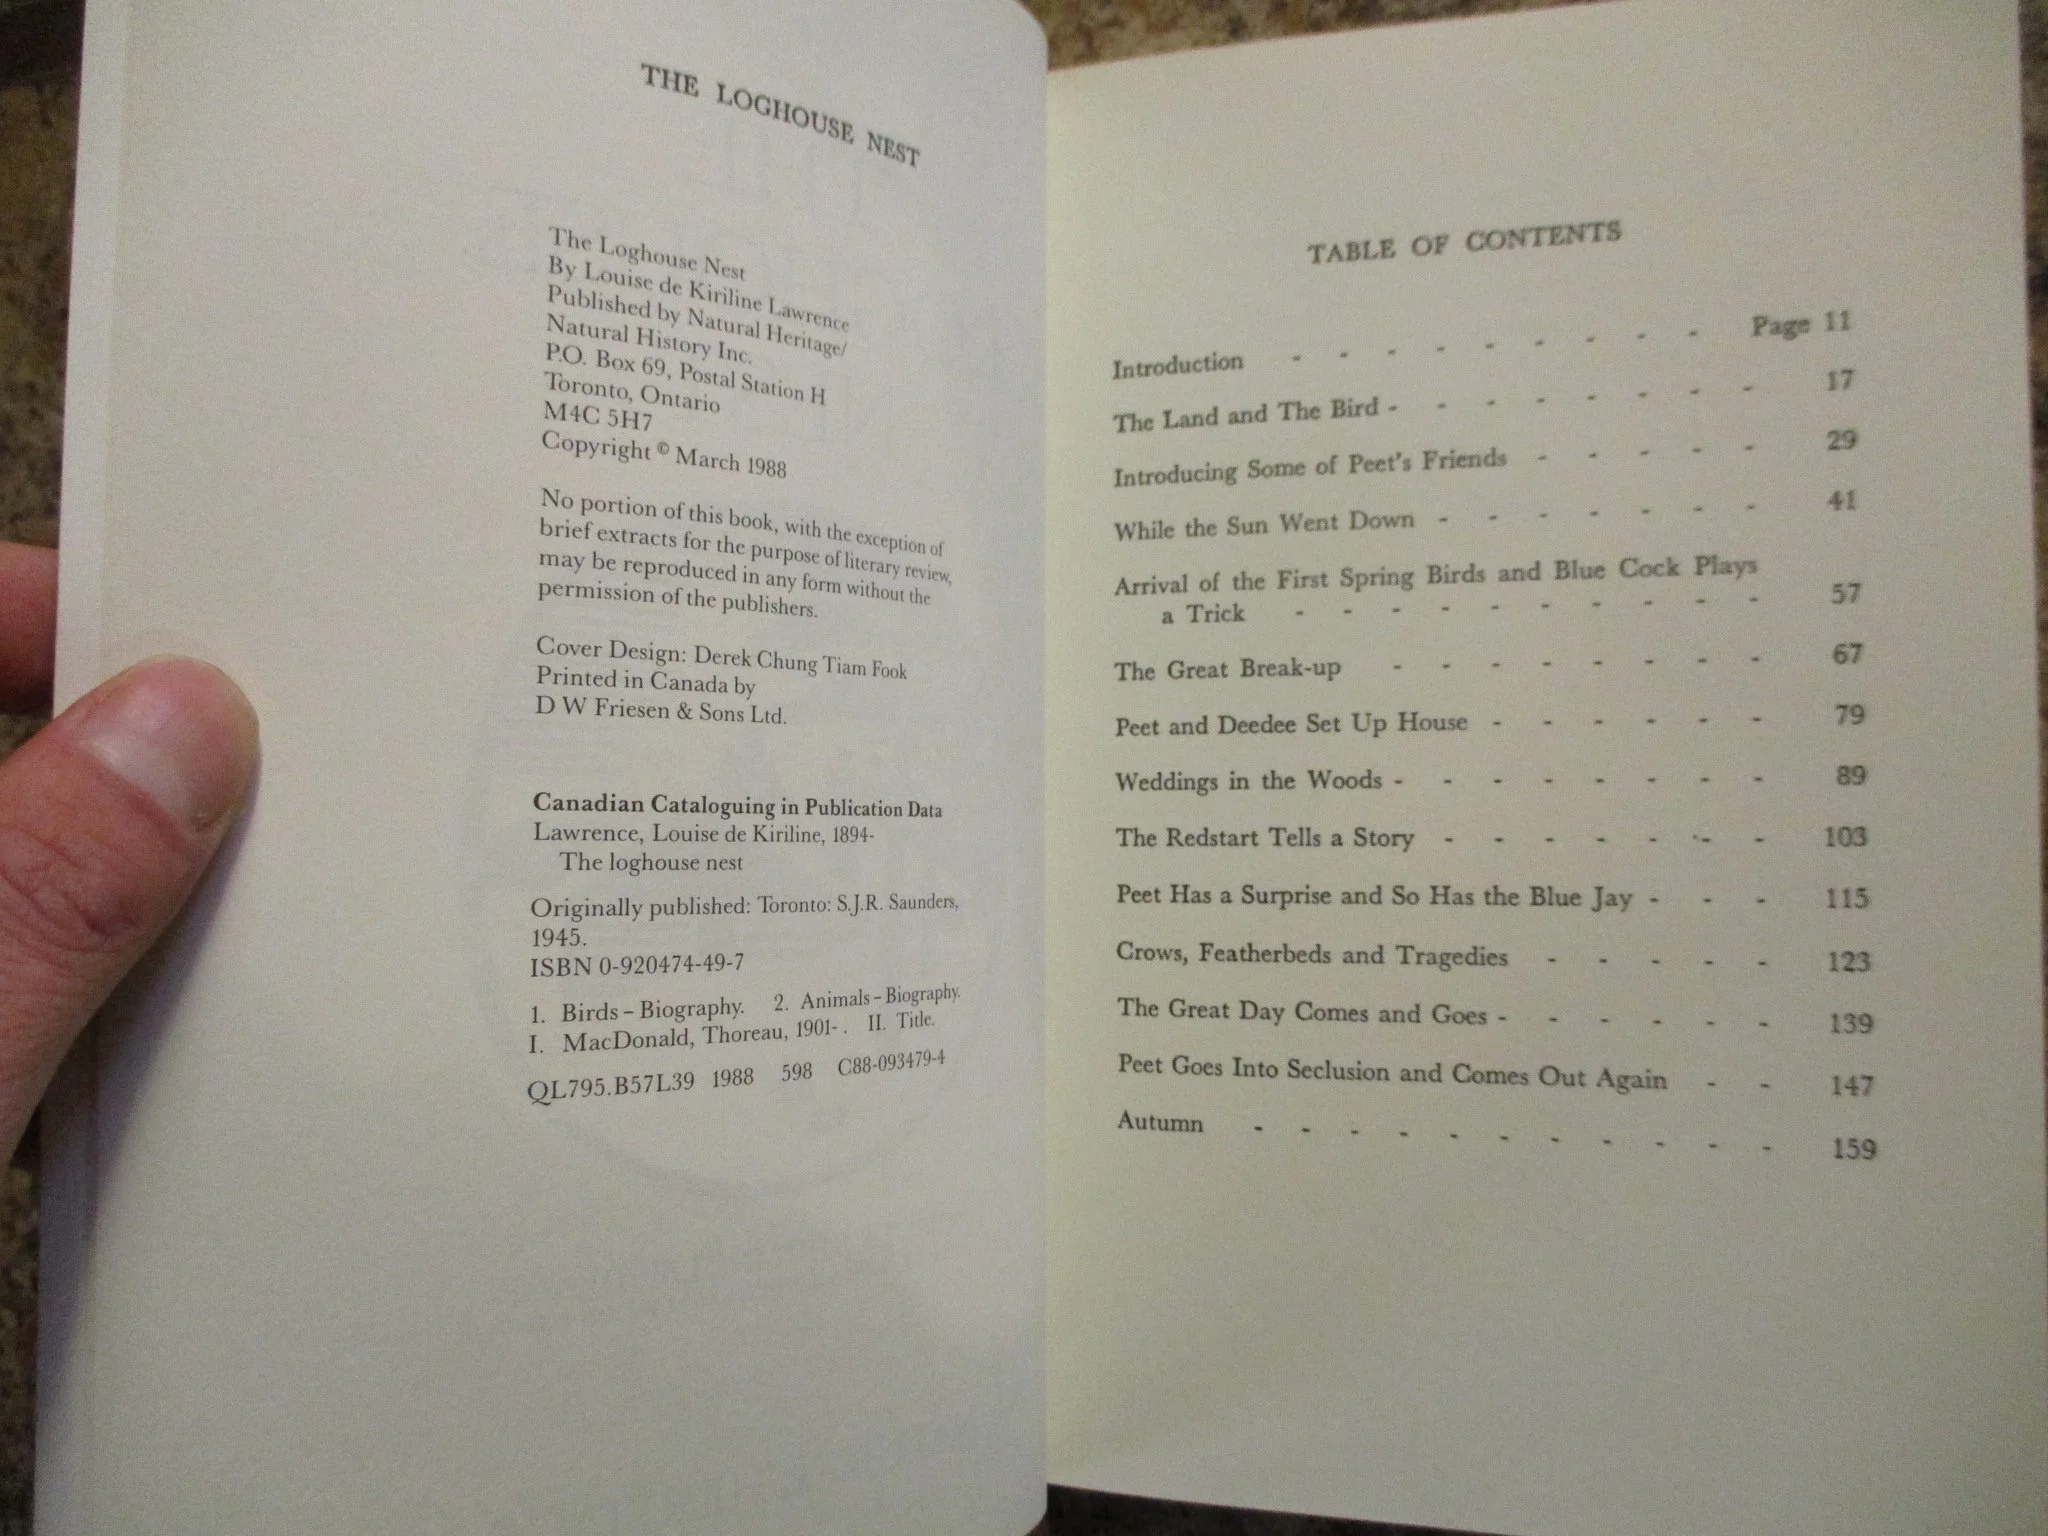 THE LOGHOUSE NEST
The Loghouse Nest
By Louise de Kiriline Lawrence
Published by Natural Heritage/
Natural History Inc.
P.O. Box 69, Postal Station H
Toronto, Ontario
M4C 5H7
Copyright © March 1988
No portion of this book, with the exception of
brief extracts for the purpose of literary review,
may be reproduced in any form without the
permission of the publishers.
Cover Design: Derek Chung Tiam Fook
Printed in Canada by
D W Friesen & Sons Ltd.
Canadian Cataloguing in Publication Data
Lawrence, Louise de Kiriline, 1894-
The loghouse nest
Originally published: Toronto: S.J.R. Saunders,
1945.
ISBN 0-920474-49-7
1. Birds – Biography. 2. Animals – Biography.
I. MacDonald, Thoreau, 1901- . II. Title.
QL795.B57L39 1988 598 C88-093479-4
TABLE OF CONTENTS
Introduction - - - - - - - - - Page 11
The Land and The Bird - - - - - - - - 17
Introducing Some of Peet's Friends - - - - - 29
While the Sun Went Down - - - - - - - 41
Arrival of the First Spring Birds and Blue Cock Plays
a Trick - - - - - - - - - - 57
The Great Break-up - - - - - - - - 67
Peet and Deedee Set Up House - - - - - - 79
Weddings in the Woods - - - - - - - - 89
The Redstart Tells a Story - - - - - - - 103
Peet Has a Surprise and So Has the Blue Jay - - - 115
Crows, Featherbeds and Tragedies - - - - - 123
The Great Day Comes and Goes - - - - - - 139
Peet Goes Into Seclusion and Comes Out Again - - 147
Autumn - - - - - - - - - - - 159